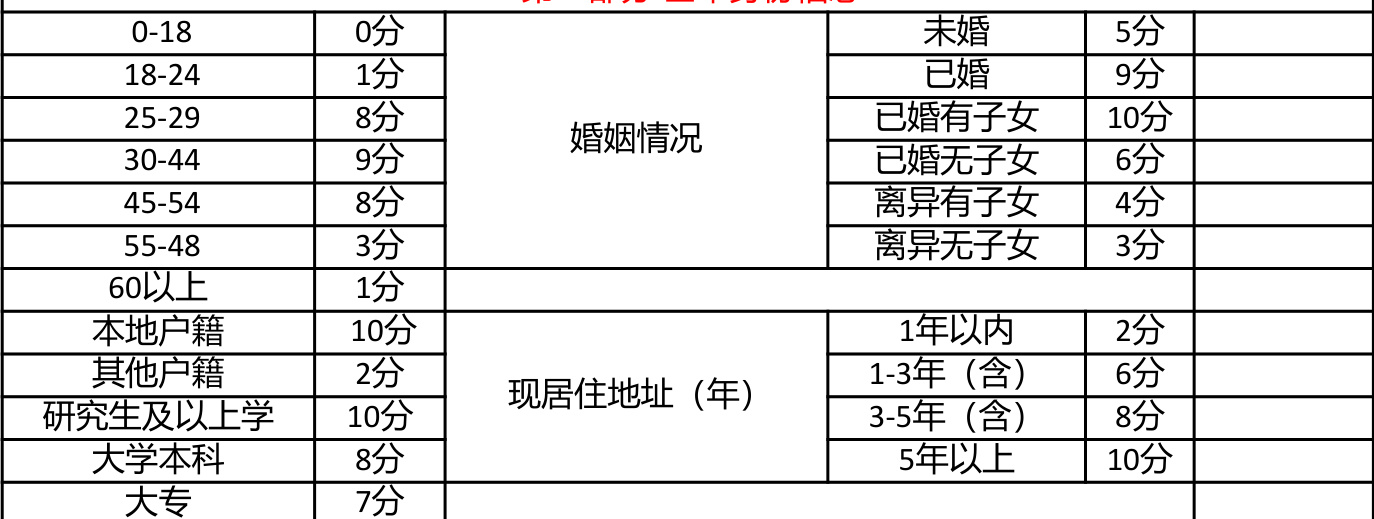 0-18 0分 未婚 5分
18-24 1分 已婚 9分
25-29 8分 已婚有子女 10分
婚姻情况
30-44 9分 已婚无子女 6分
45-54 8分 离异有子女 4分
55-48 3分 离异无子女 3分
60以上 1分
本地户籍 10分 1年以内 2分
其他户籍 2分 1-3年（含） 6分
现居住地址（年）
研究生及以上学 10分 3-5年（含） 8分
大学本科 8分 5年以上 10分
大专 7分